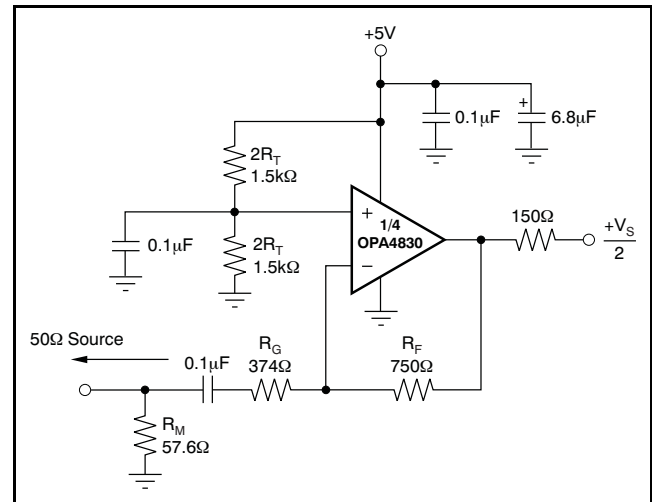 +5V
0.1µF
+
6.8µF
2R_T
1.5kΩ
0.1µF
2R_T
1.5kΩ
+
1/4
OPA4830
−
150Ω
+V_S
2
50Ω Source
0.1µF
R_G
374Ω
R_F
750Ω
R_M
57.6Ω